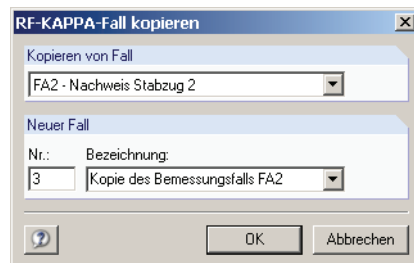 RF-KAPPA-Fall kopieren
Kopieren von Fall
FA2 - Nachweis Stabzug 2
Neuer Fall
Nr.: Bezeichnung:
3 Kopie des Bemessungsfalls FA2
OK Abbrechen